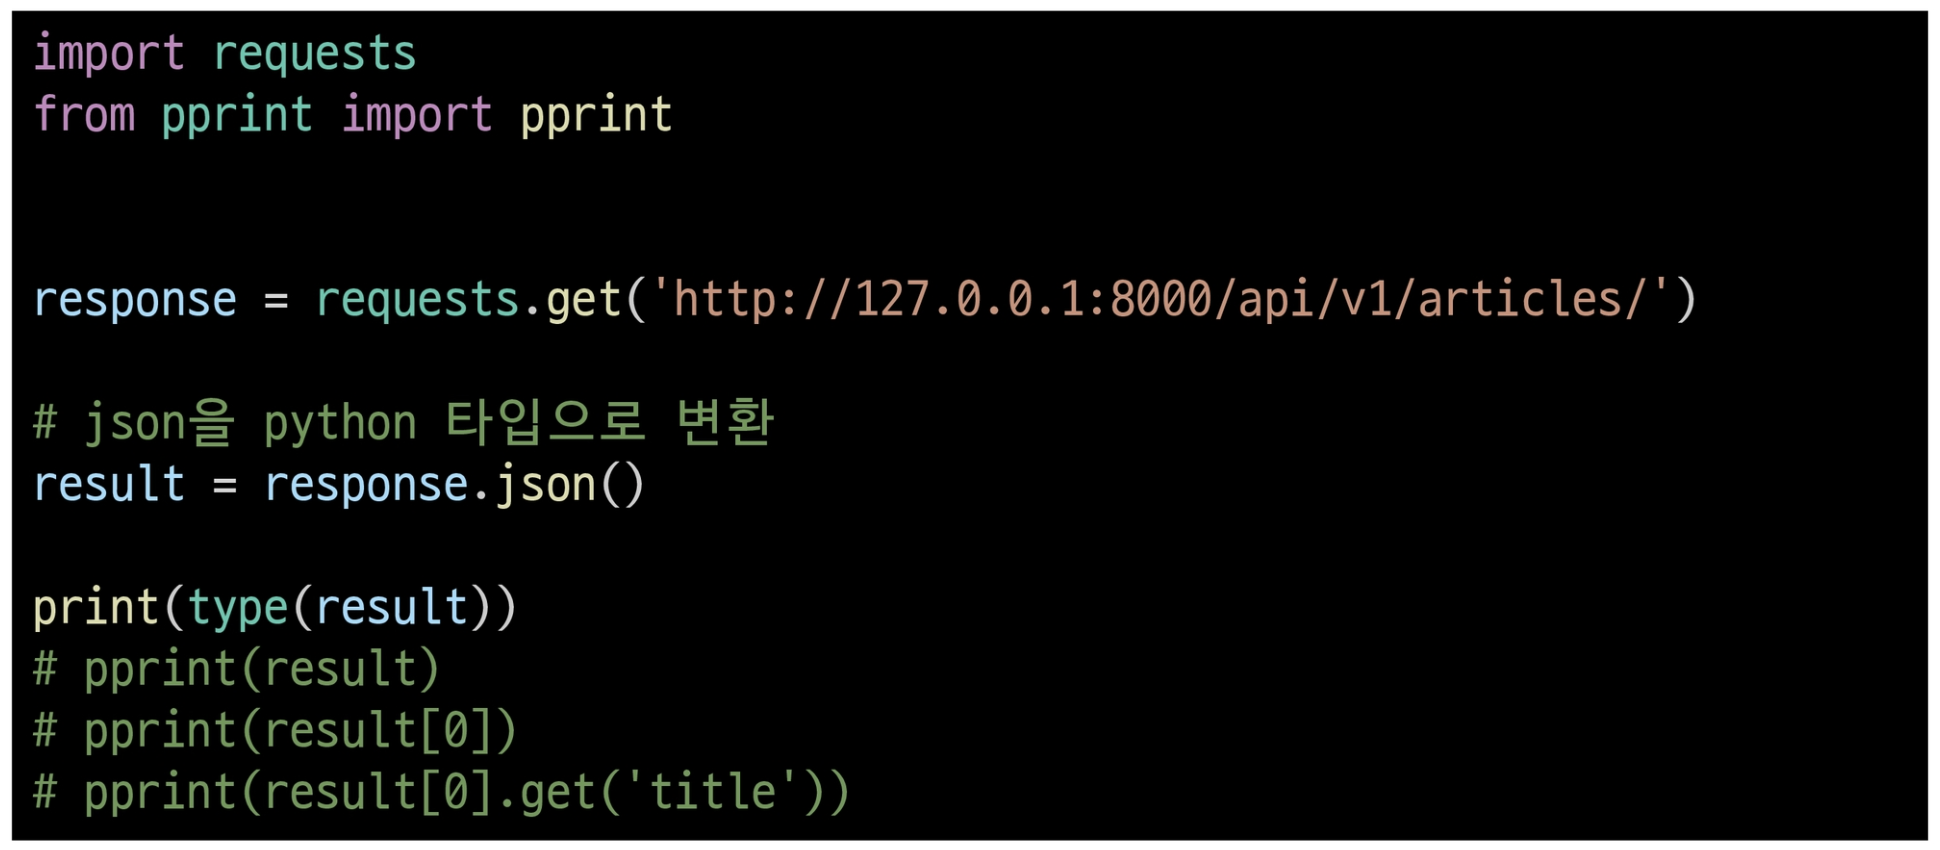 import requests
from pprint import pprint
response = requests.get('http://127.0.0.1:8000/api/v1/articles/')
# json을 python 타입으로 변환
result = response.json()
print(type(result))
# pprint(result)
# pprint(result[0])
# pprint(result[0].get('title'))